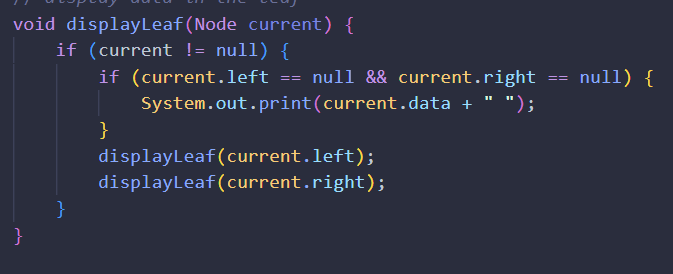 // display data in the leaf
void displayLeaf(Node current) {
    if (current != null) {
        if (current.left == null && current.right == null) {
            System.out.print(current.data + " ");
        }
        displayLeaf(current.left);
        displayLeaf(current.right);
    }
}